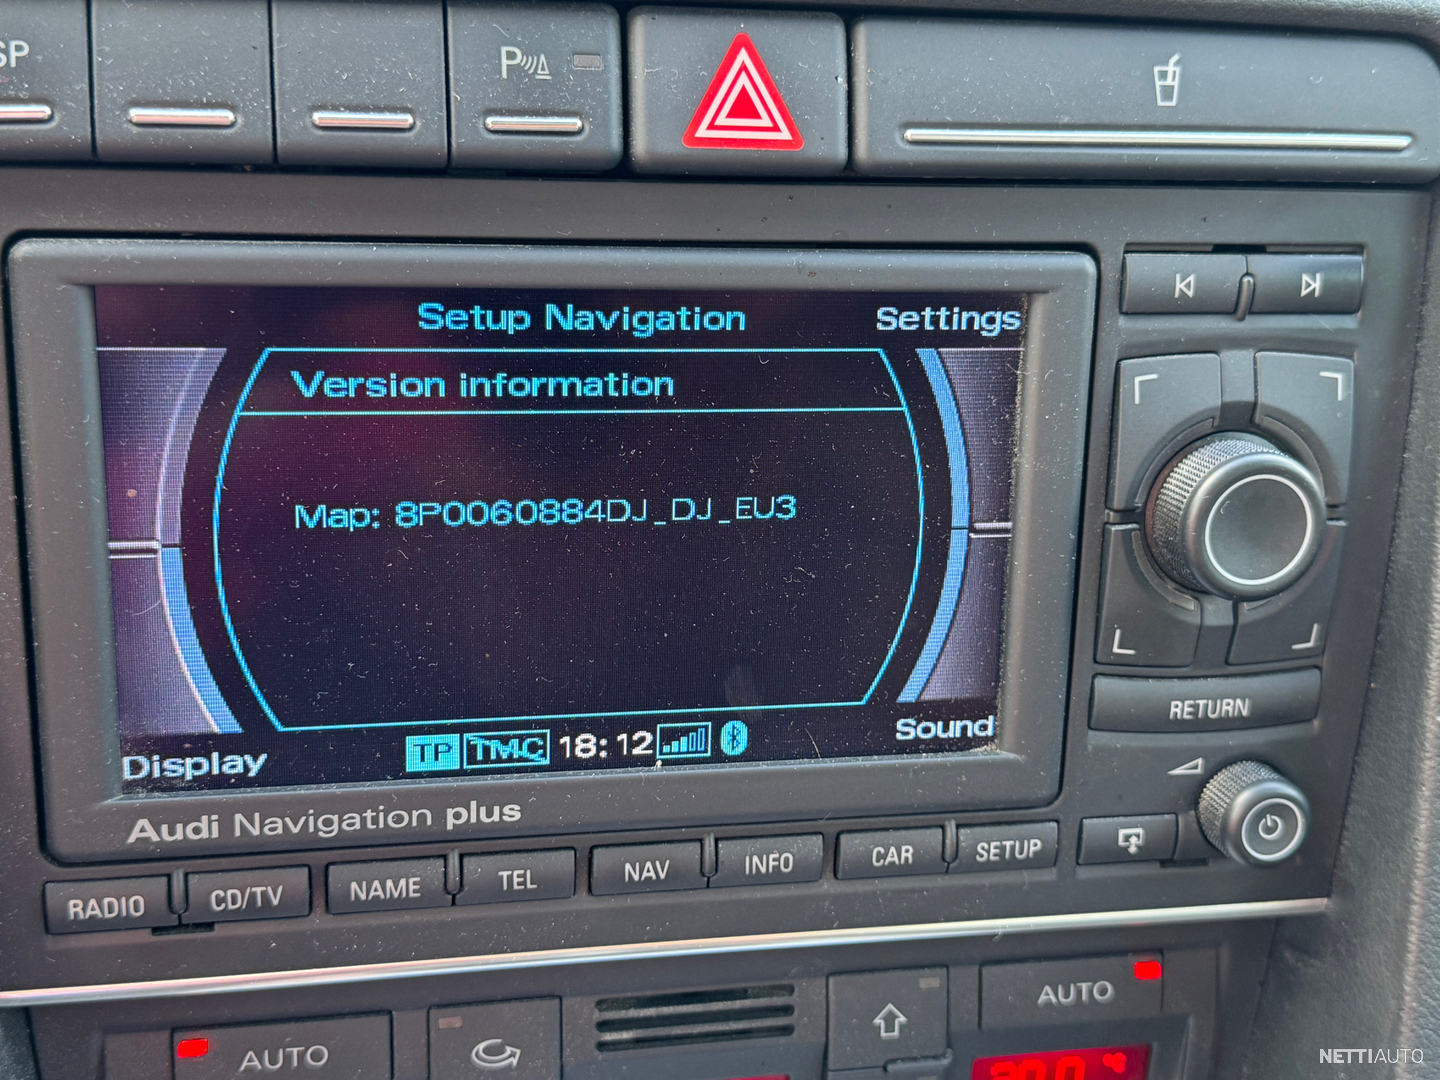 SP
P
Setup Navigation
Settings
Version information
Map: 8P0060884DJ_DJ_EU3
Display
TP TMC 18:12
Sound
RETURN
Audi Navigation plus
RADIO
CD/TV
NAME
TEL
NAV
INFO
CAR
SETUP
AUTO
AUTO
NETTIAUTO